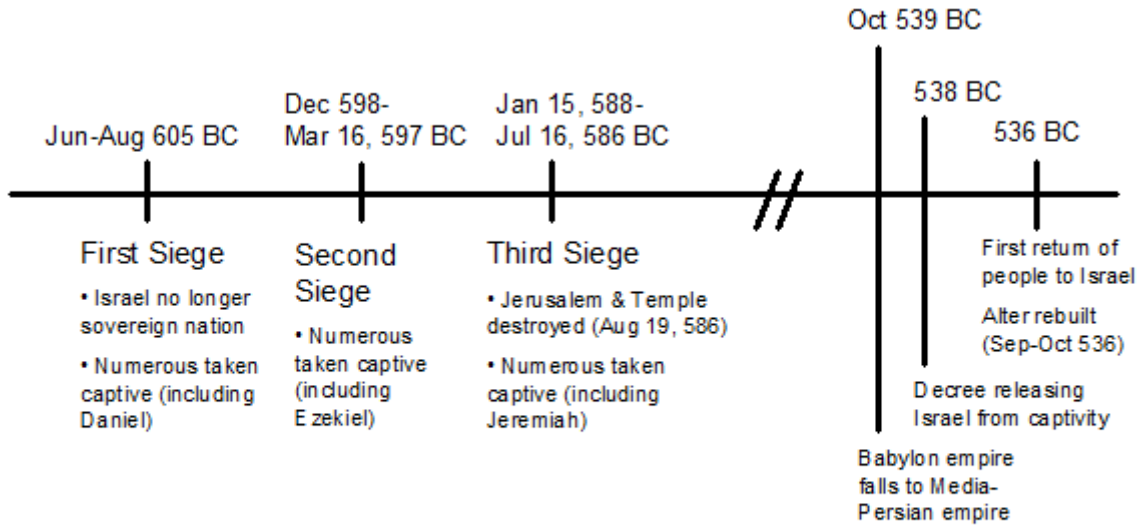 Jun-Aug 605 BC
First Siege
• Israel no longer
sovereign nation
• Numerous taken
captive (including
Daniel)
Dec 598-
Mar 16, 597 BC
Second
Siege
• Numerous
taken captive
(including
Ezekiel)
Jan 15, 588-
Jul 16, 586 BC
Third Siege
• Jerusalem & Temple
destroyed (Aug 19, 586)
• Numerous taken
captive (including
Jeremiah)
Oct 539 BC
Babylon empire
falls to Media-
Persian empire
538 BC
Decree releasing
Israel from captivity
536 BC
First return of
people to Israel
Alter rebuilt
(Sep-Oct 536)